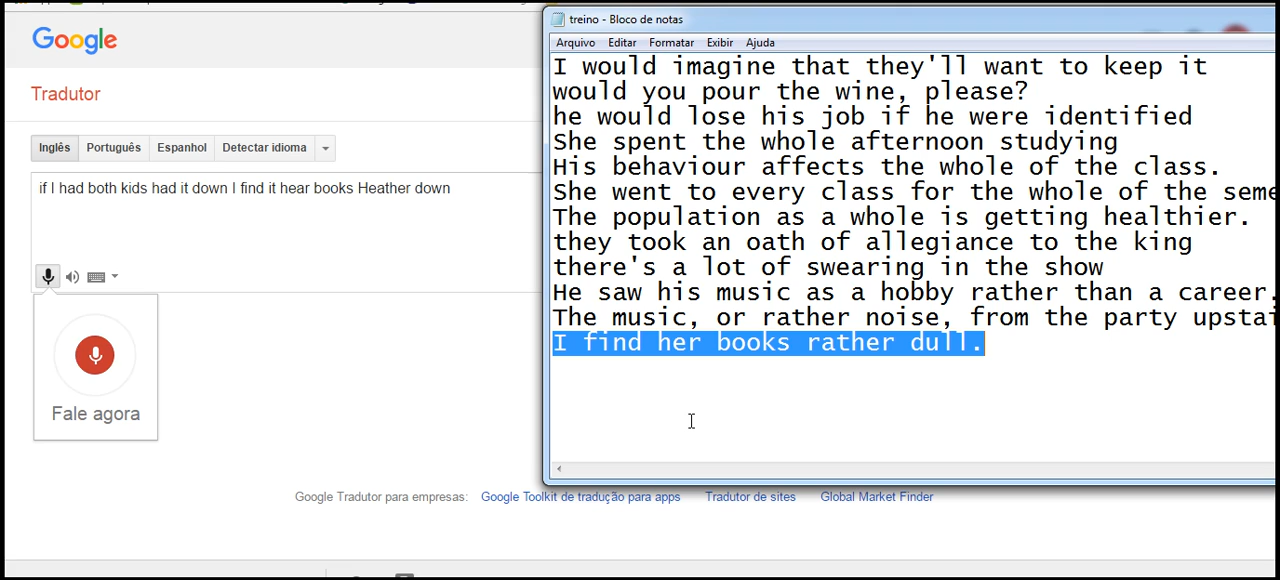 Google
Tradutor
Inglês Português Espanhol Detectar idioma
if I had both kids had it down I find it hear books Heather down
Fale agora
Google Tradutor para empresas: Google Toolkit de tradução para apps Tradutor de sites Global Market Finder
treino - Bloco de notas
Arquivo Editar Formatar Exibir Ajuda
I would imagine that they'll want to keep it
would you pour the wine, please?
he would lose his job if he were identified
She spent the whole afternoon studying
His behaviour affects the whole of the class.
She went to every class for the whole of the seme
The population as a whole is getting healthier.
they took an oath of allegiance to the king
there's a lot of swearing in the show
He saw his music as a hobby rather than a career.
The music, or rather noise, from the party upstai
I find her books rather dull.